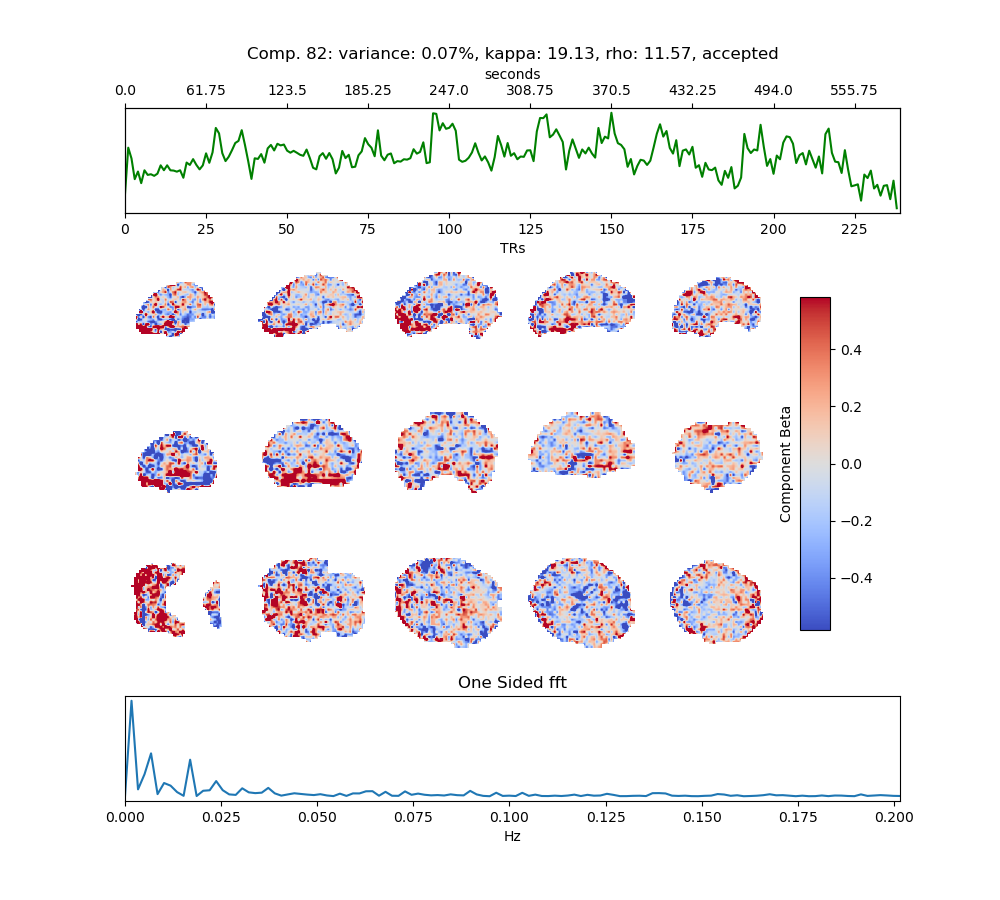 Comp. 82: variance: 0.07%, kappa: 19.13, rho: 11.57, accepted
seconds
0.0 61.75 123.5 185.25 247.0 308.75 370.5 432.25 494.0 555.75
0 25 50 75 100 125 150 175 200 225
TRs
0.4
0.2
0.0
−0.2
−0.4
Component Beta
One Sided fft
0.000 0.025 0.050 0.075 0.100 0.125 0.150 0.175 0.200
Hz